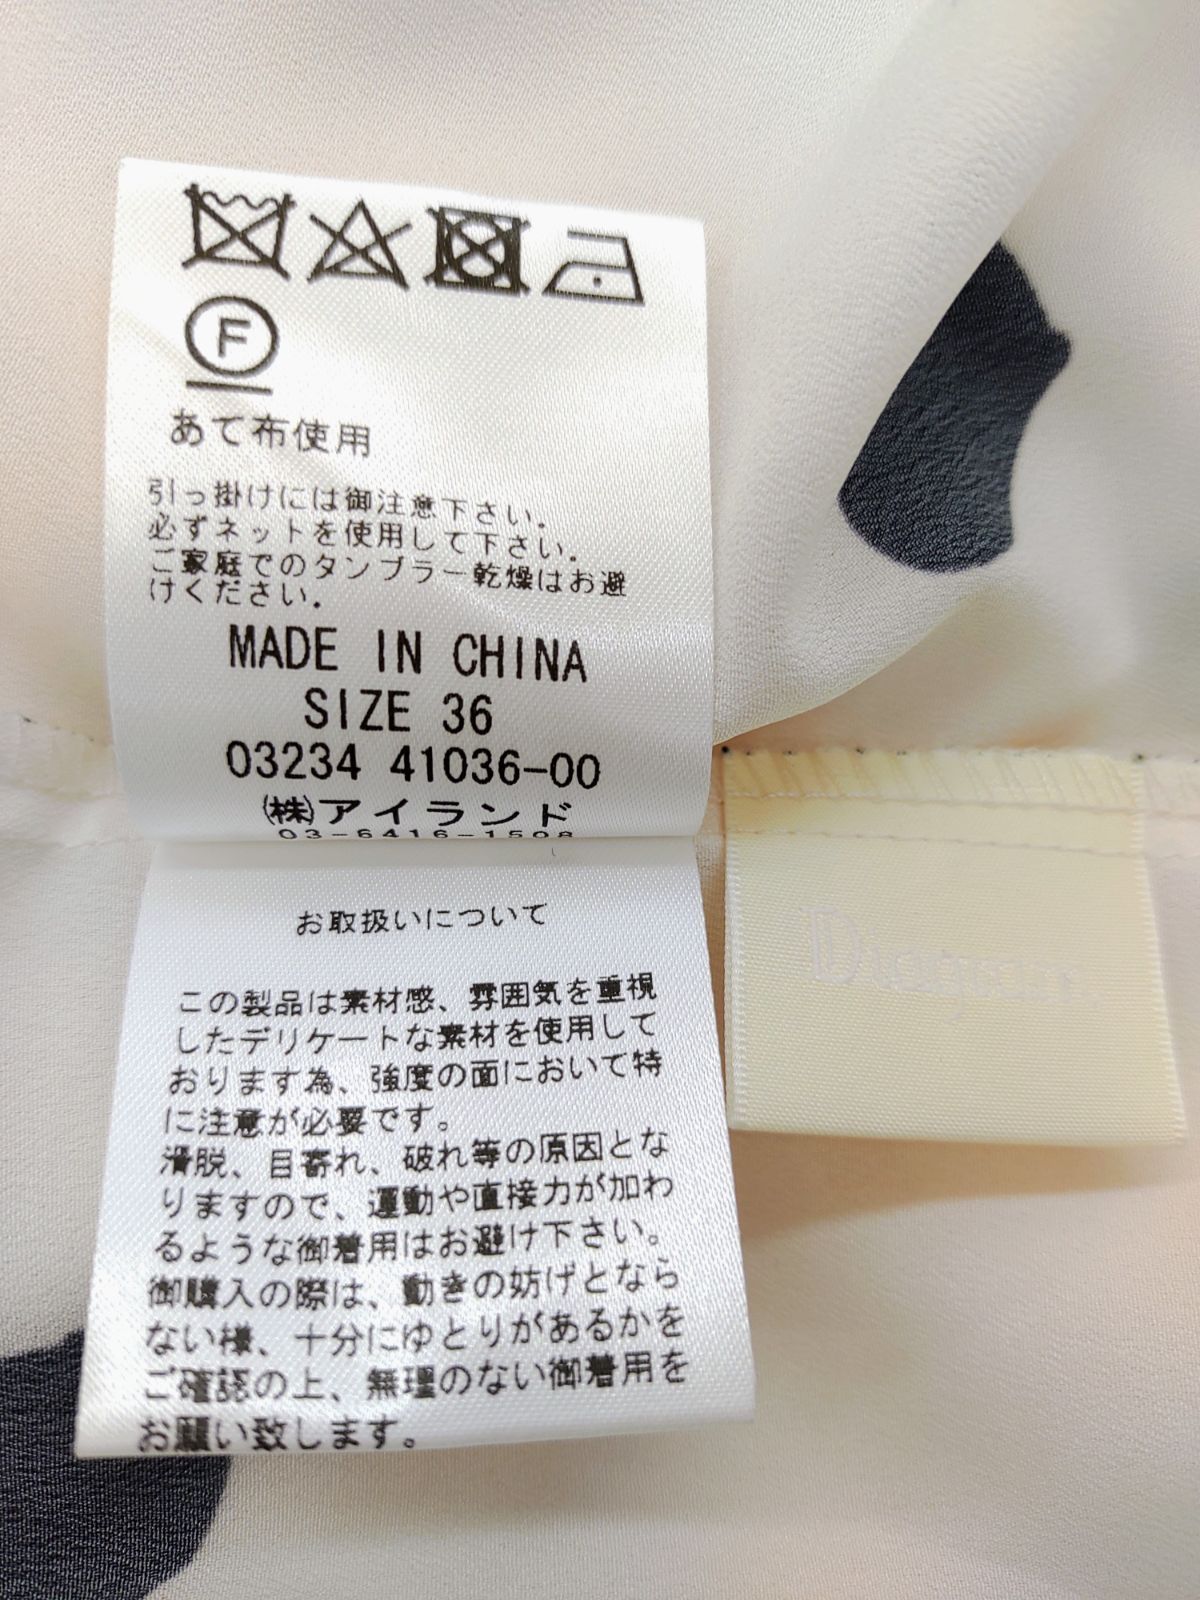 F
あて布使用
引っ掛けには御注意下さい.
必ずネットを使用して下さい.
ご家庭でのタンブラー乾燥はお避
けください.
MADE IN CHINA
SIZE 36
03234 41036-00
㈱アイランド
03-6416-1508
お取扱いについて
この製品は素材感、雰囲気を重視
したデリケートな素材を使用して
おります為、強度の面において特
に注意が必要です。
滑脱、目寄れ、破れ等の原因とな
りますので、運動や直接力が加わ
るような御着用はお避け下さい。
御購入の際は、動きの妨げとなら
ない様、十分にゆとりがあるかを
ご確認の上、無理のない御着用を
お願い致します。